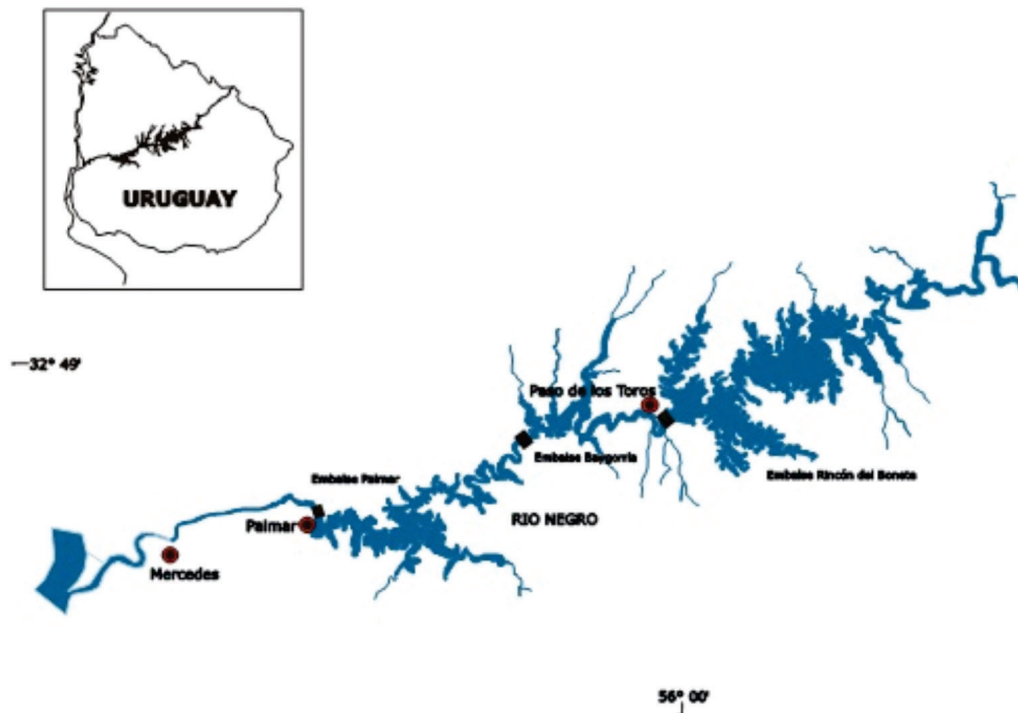 URUGUAY
32° 49'
Paso de los Toros
Embalse Baygorria
Embalse Rincón del Bonete
Embalse Palmar
RIO NEGRO
Palmar
Mercedes
56° 00'